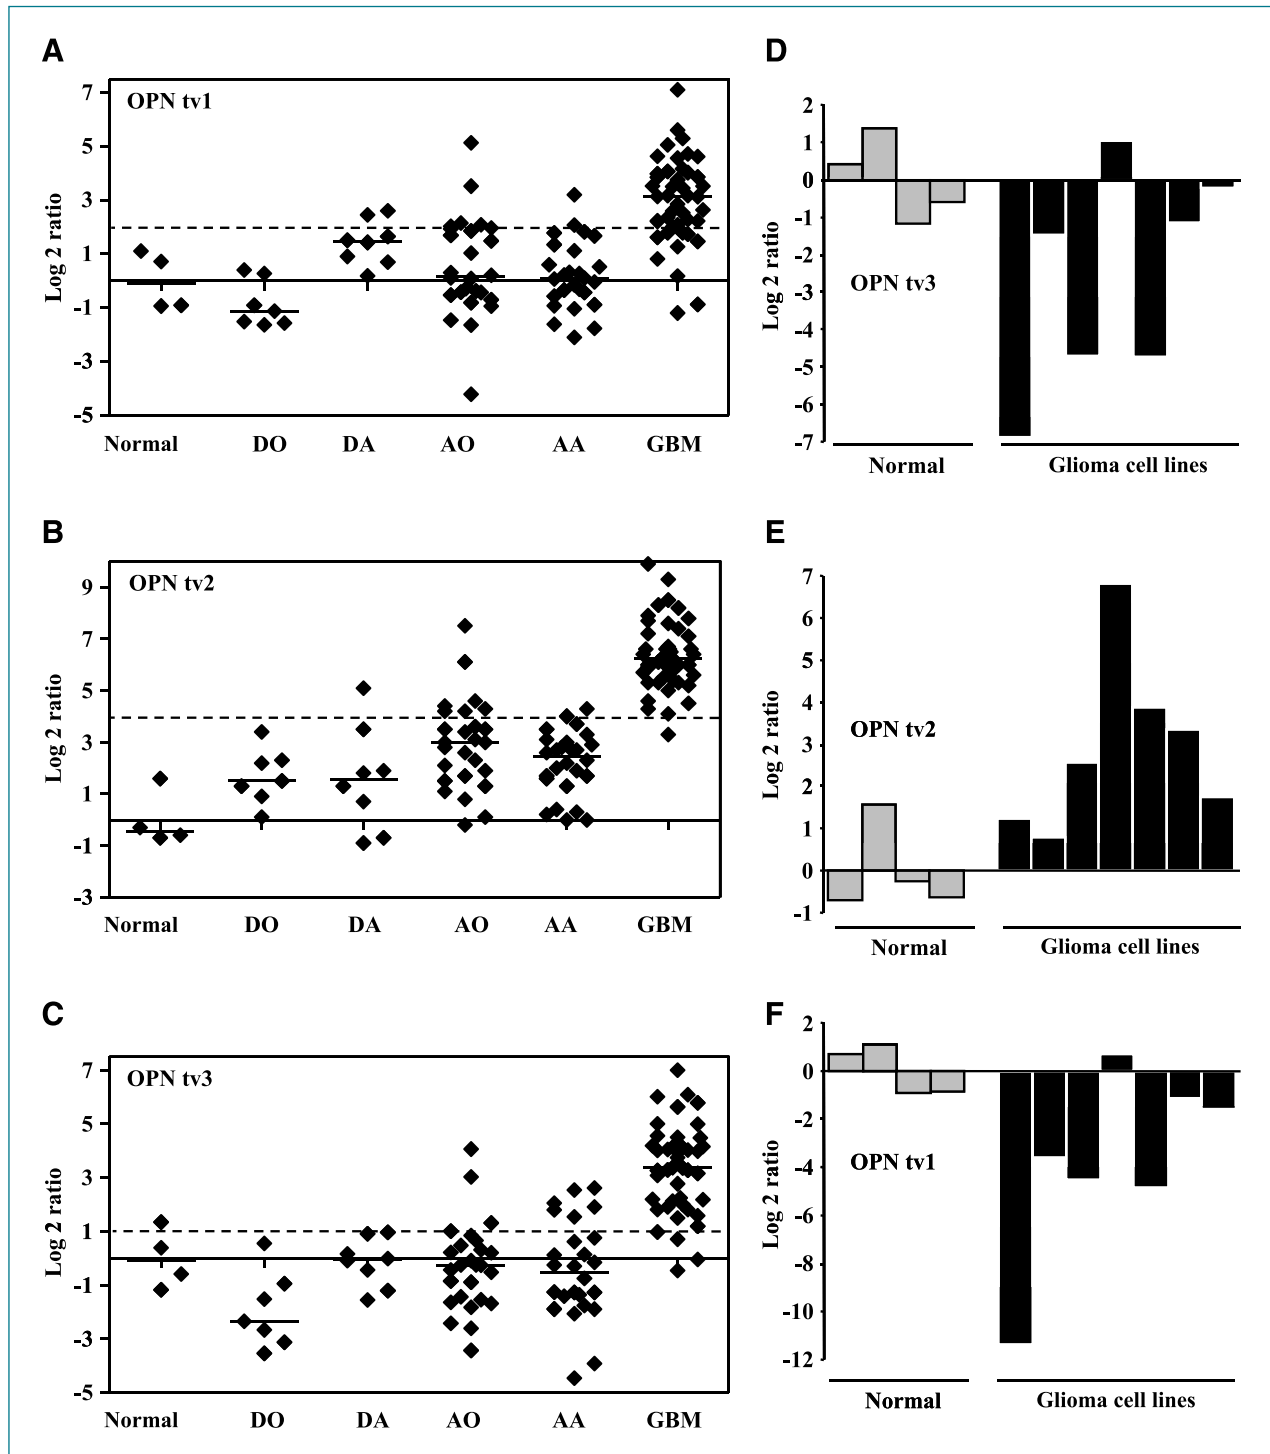 A
OPN tv1
Log 2 ratio
7
5
3
1
-1
-3
-5
Normal DO DA AO AA GBM
B
OPN tv2
Log 2 ratio
9
7
5
3
1
-1
-3
Normal DO DA AO AA GBM
C
OPN tv3
Log 2 ratio
7
5
3
1
-1
-3
-5
Normal DO DA AO AA GBM
D
Log 2 ratio
2
1
0
-1
-2
-3
-4
-5
-6
-7
OPN tv3
Normal Glioma cell lines
E
Log 2 ratio
7
6
5
4
3
2
1
0
-1
OPN tv2
Normal Glioma cell lines
F
Log 2 ratio
2
0
-2
-4
-6
-8
-10
-12
OPN tv1
Normal Glioma cell lines